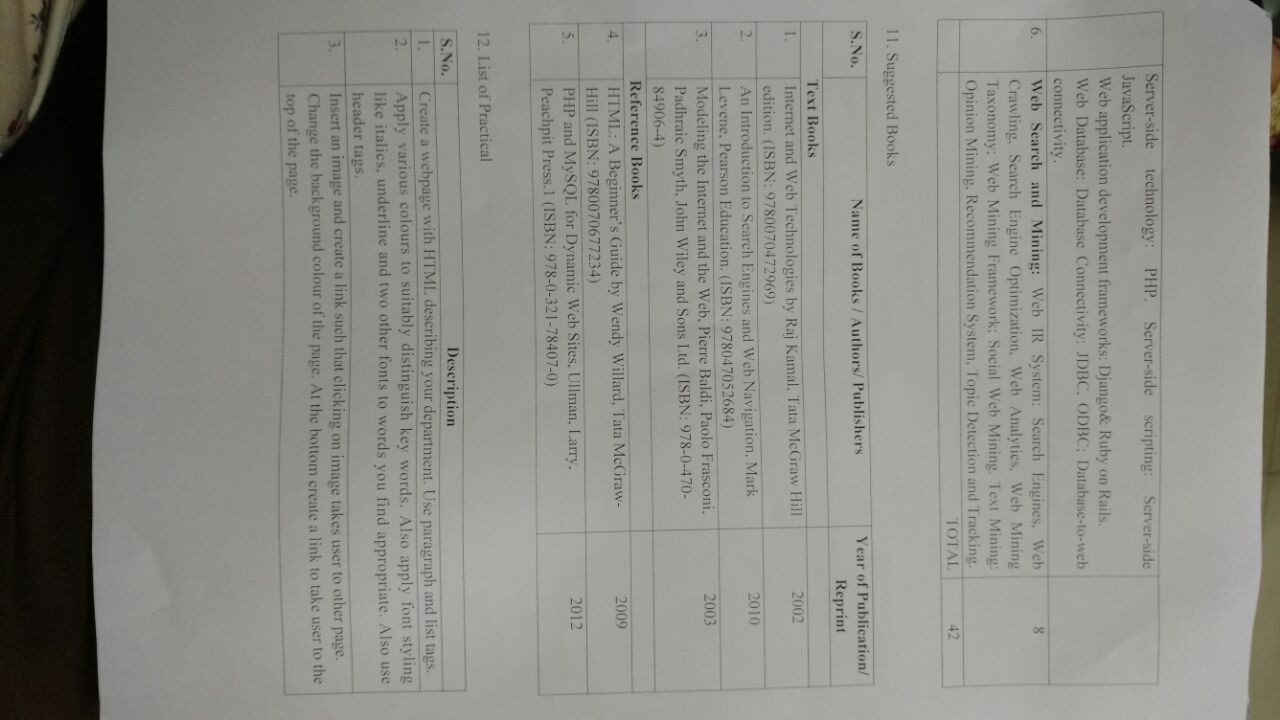 Server-side technology: PHP. Server-side scripting: Server-side
JavaScript.
Web application development frameworks: Django& Ruby on Rails.
Web Database: Database Connectivity: JDBC, ODBC; Database-to-web
connectivity.
6. Web Search and Mining: Web IR System: Search Engines, Web 8
Crawling, Search Engine Optimization, Web Analytics, Web Mining
Taxonomy; Web Mining Framework; Social Web Mining. Text Mining:
Opinion Mining, Recommendation System, Topic Detection and Tracking.
TOTAL 42
11. Suggested Books
S.No. Name of Books / Authors/ Publishers Year of Publication/
Reprint
Text Books
1. Internet and Web Technologies by Raj Kamal, Tata McGraw Hill 2002
edition. (ISBN: 9780070472969)
2. An Introduction to Search Engines and Web Navigation, Mark 2010
Levene, Pearson Education. (ISBN: 978047052684)
3. Modeling the Internet and the Web, Pierre Baldi, Paolo Frasconi, 2003
Padhraic Smyth, John Wiley and Sons Ltd. (ISBN: 978-0-470-
84906-4)
Reference Books
4. HTML: A Beginner's Guide by Wendy Willard, Tata McGraw- 2009
Hill (ISBN: 9780070677234)
5. PHP and MySQL for Dynamic Web Sites, Ullman, Larry, 2012
Peachpit Press.1 (ISBN: 978-0-321-78407-0)
12. List of Practical
S.No. Description
1. Create a webpage with HTML describing your department. Use paragraph and list tags.
2. Apply various colours to suitably distinguish key words. Also apply font styling
like italics, underline and two other fonts to words you find appropriate. Also use
header tags.
3. Insert an image and create a link such that clicking on image takes user to other page.
Change the background colour of the page. At the bottom create a link to take user to the
top of the page.